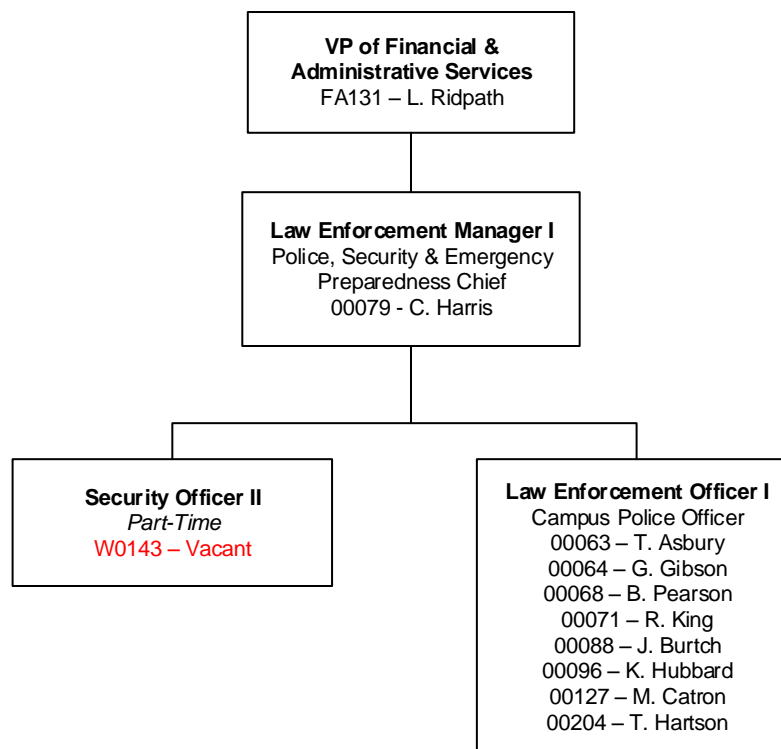 VP of Financial &
Administrative Services
FA131 – L. Ridpath
Law Enforcement Manager I
Police, Security & Emergency
Preparedness Chief
00079 - C. Harris
Security Officer II
Part-Time
W0143 – Vacant
Law Enforcement Officer I
Campus Police Officer
00063 – T. Asbury
00064 – G. Gibson
00068 – B. Pearson
00071 – R. King
00088 – J. Burtch
00096 – K. Hubbard
00127 – M. Catron
00204 – T. Hartson